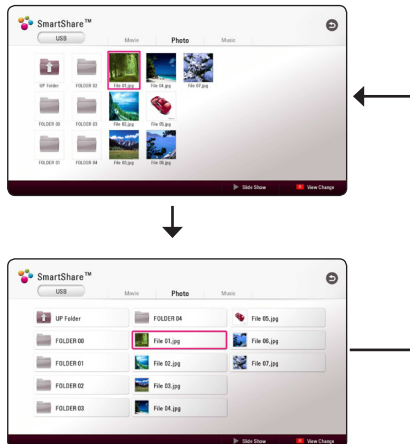 SmartShare™
USB Movie Photo Music
UP Folder FOLDER 02 File 01.jpg File 04.jpg File 07.jpg
FOLDER 00 FOLDER 03 File 02.jpg File 05.jpg
FOLDER 01 FOLDER 04 File 03.jpg File 06.jpg
Slide Show View Change
SmartShare™
USB Movie Photo Music
UP Folder FOLDER 04 File 05.jpg
FOLDER 00 File 01.jpg File 06.jpg
FOLDER 01 File 02.jpg File 07.jpg
FOLDER 02 File 03.jpg
FOLDER 03 File 04.jpg
Slide Show View Change